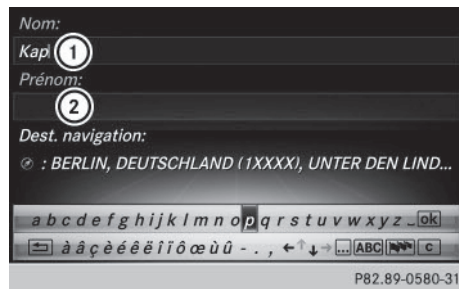 Nom:
Kap 1
Prénom:
2
Dest. navigation:
: BERLIN, DEUTSCHLAND (1XXXX), UNTER DEN LIND...
a b c d e f g h i j k l m n o p q r s t u v w x y z _ ok
à â ç è é ê ë î ï ô œ ù û - . , ←↑↓→ ... ABC C
P82.89-0580-31